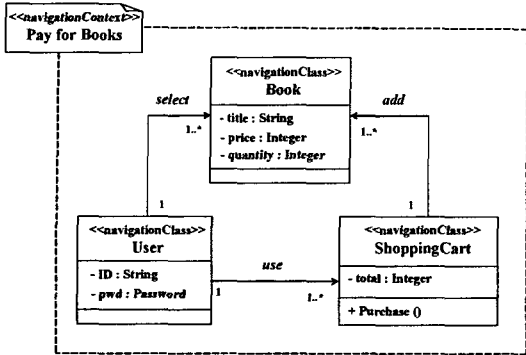 <<navigationContext>>
Pay for Books
<<navigationClass>>
Book
- title : String
- price : Integer
- quantity : Integer
select
add
1..*
1..*
1
1
<<navigationClass>>
User
- ID : String
- pwd : Password
use
1
1..*
<<navigationClass>>
ShoppingCart
- total : Integer
+ Purchase ()